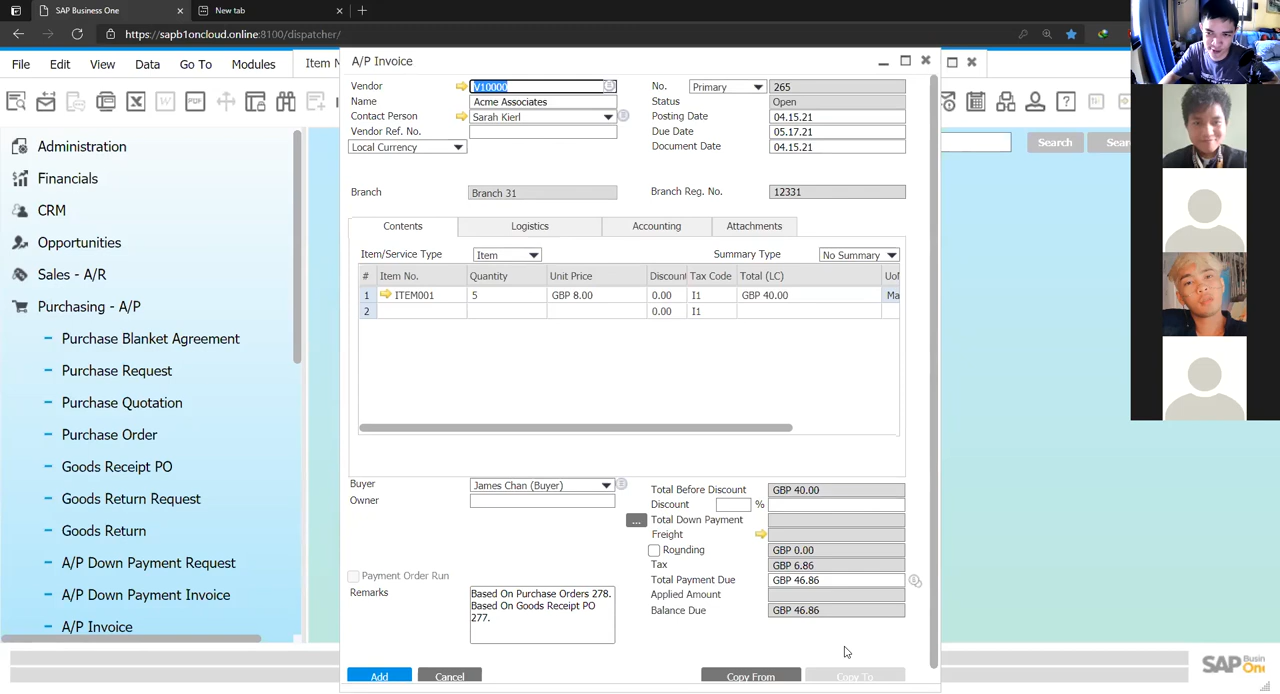 SAP Business One
New tab
https://sapb1oncloud.online:8100/dispatcher/
File Edit View Data Go To Modules
Item M
Administration
Financials
CRM
Opportunities
Sales - A/R
Purchasing - A/P
Purchase Blanket Agreement
Purchase Request
Purchase Quotation
Purchase Order
Goods Receipt PO
Goods Return Request
Goods Return
A/P Down Payment Request
A/P Down Payment Invoice
A/P Invoice
A/P Invoice
Vendor V10000
Name Acme Associates
Contact Person Sarah Kierl
Vendor Ref. No.
Local Currency
No. Primary 265
Status Open
Posting Date 04.15.21
Due Date 05.17.21
Document Date 04.15.21
Branch Branch 31
Branch Reg. No. 12331
Contents Logistics Accounting Attachments
Item/Service Type Item
Summary Type No Summary
# Item No. Quantity Unit Price Discount Tax Code Total (LC) UoM
1 ITEM001 5 GBP 8.00 0.00 I1 GBP 40.00 Ma
2 0.00 I1
Buyer James Chan (Buyer)
Owner
Payment Order Run
Remarks
Based On Purchase Orders 278.
Based On Goods Receipt PO
277.
Total Before Discount GBP 40.00
Discount %
... Total Down Payment
Freight
Rounding GBP 0.00
Tax GBP 6.86
Total Payment Due GBP 46.86
Applied Amount
Balance Due GBP 46.86
Add Cancel
Copy From Copy To
Search Sear
SAP Busin
One